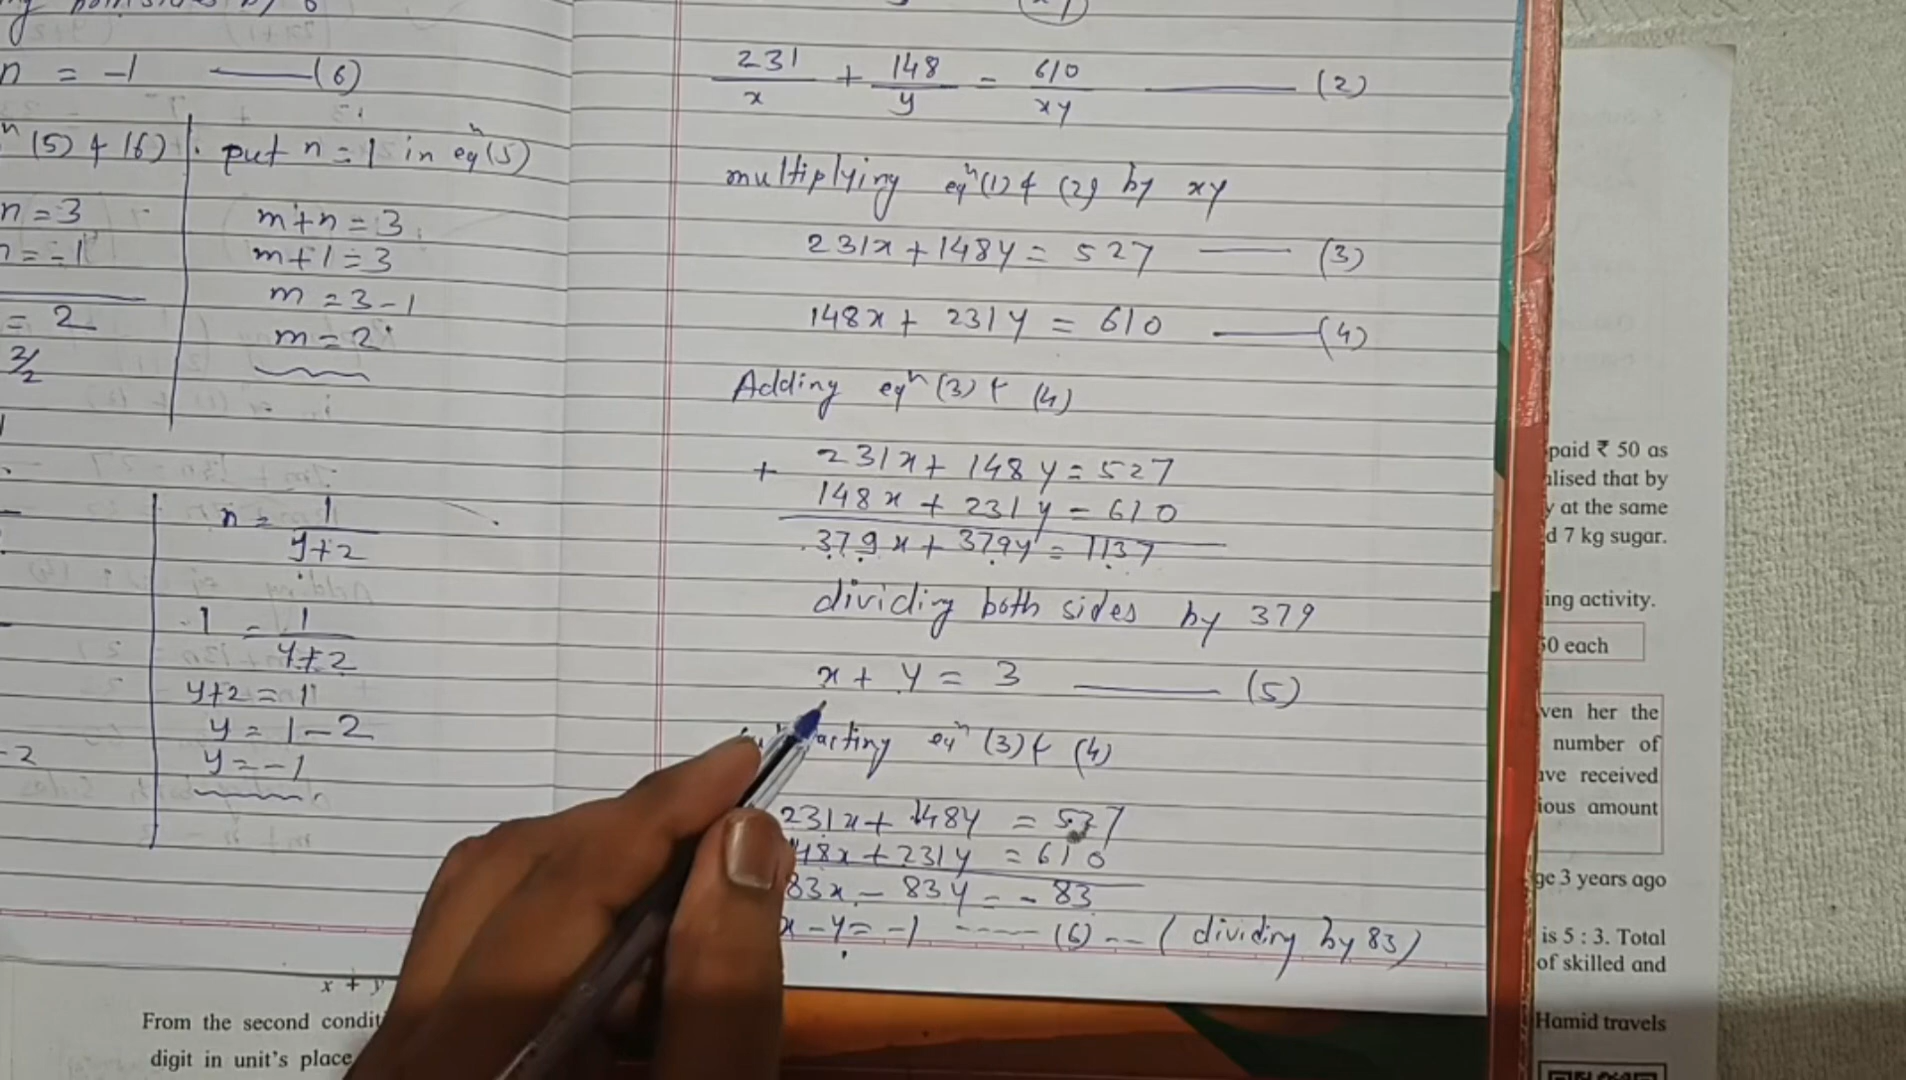 n = -1 —— (6)
(5) & (6)
n = 3
n = -1
= 2
2/2
put n = 1 in eqⁿ(5)
m + n = 3
m + 1 = 3
m = 3 - 1
m = 2
n = 1/y+2
1 = 1/y+2
y + 2 = 1
y = 1 - 2
y = -1
231/x + 148/y = 610/xy —— (2)
multiplying eqⁿ(1) & (2) by xy
231x + 148y = 527 —— (3)
148x + 231y = 610 —— (4)
Adding eqⁿ (3) & (4)
+ 231x + 148y = 527
148x + 231y = 610
379x + 379y = 1137
dividing both sides by 379
x + y = 3 —— (5)
eqⁿ (3) & (4)
231x + 148y = 527
148x + 231y = 610
83x - 83y = - 83
x - y = -1 ----- (6) -- ( dividing by 83)
x + y
From the second condit
digit in unit's place
paid ₹ 50 as
alised that by
y at the same
d 7 kg sugar.
ing activity.
50 each
ven her the
number of
ave received
ious amount
ge 3 years ago
is 5 : 3. Total
of skilled and
Hamid travels